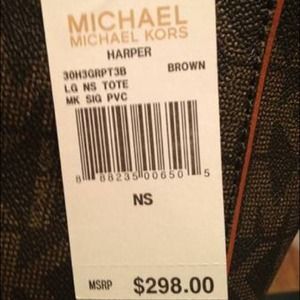 MICHAEL
MICHAEL KORS
HARPER
30H3GRPT3B BROWN
LG NS TOTE
MK SIG PVC
8 88235 00650 5
NS
MSRP $298.00